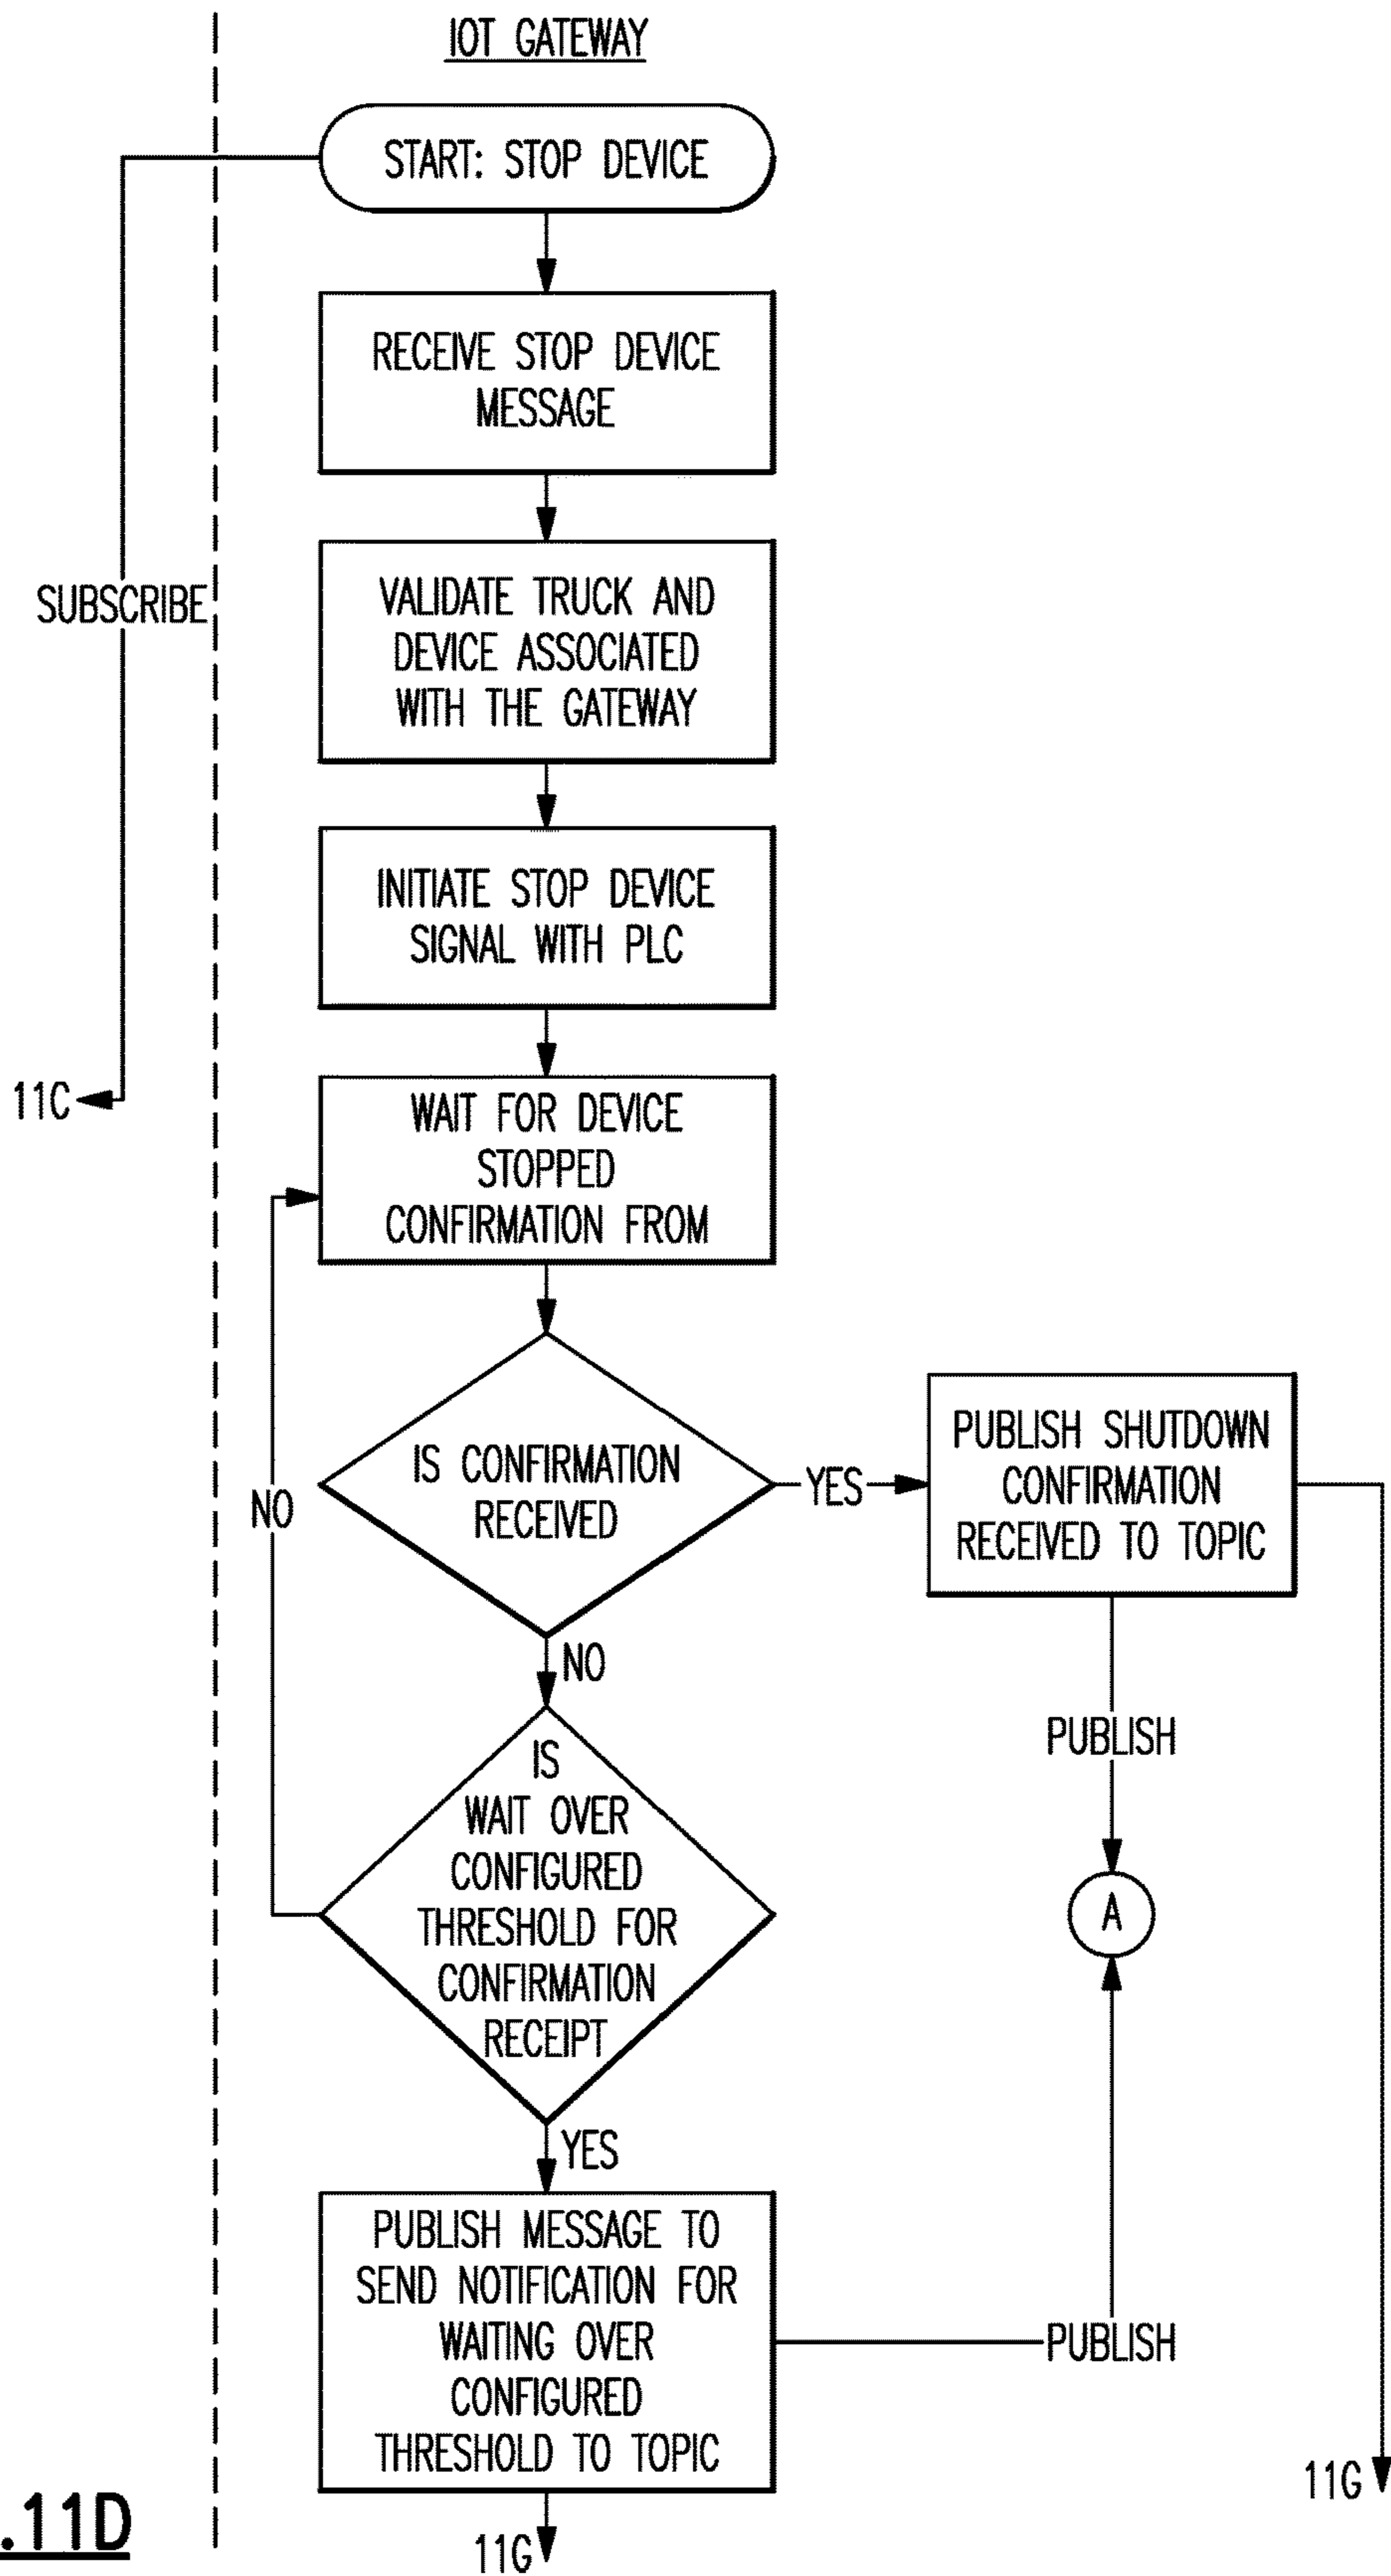 IOT GATEWAY
START: STOP DEVICE
RECEIVE STOP DEVICE
MESSAGE
VALIDATE TRUCK AND
DEVICE ASSOCIATED
WITH THE GATEWAY
SUBSCRIBE
INITIATE STOP DEVICE
SIGNAL WITH PLC
11C
WAIT FOR DEVICE
STOPPED
CONFIRMATION FROM
IS CONFIRMATION
RECEIVED
YES
PUBLISH SHUTDOWN
CONFIRMATION
RECEIVED TO TOPIC
NO
NO
PUBLISH
IS
WAIT OVER
CONFIGURED
THRESHOLD FOR
CONFIRMATION
RECEIPT
A
YES
PUBLISH MESSAGE TO
SEND NOTIFICATION FOR
WAITING OVER
CONFIGURED
THRESHOLD TO TOPIC
PUBLISH
11G
11G
.11D